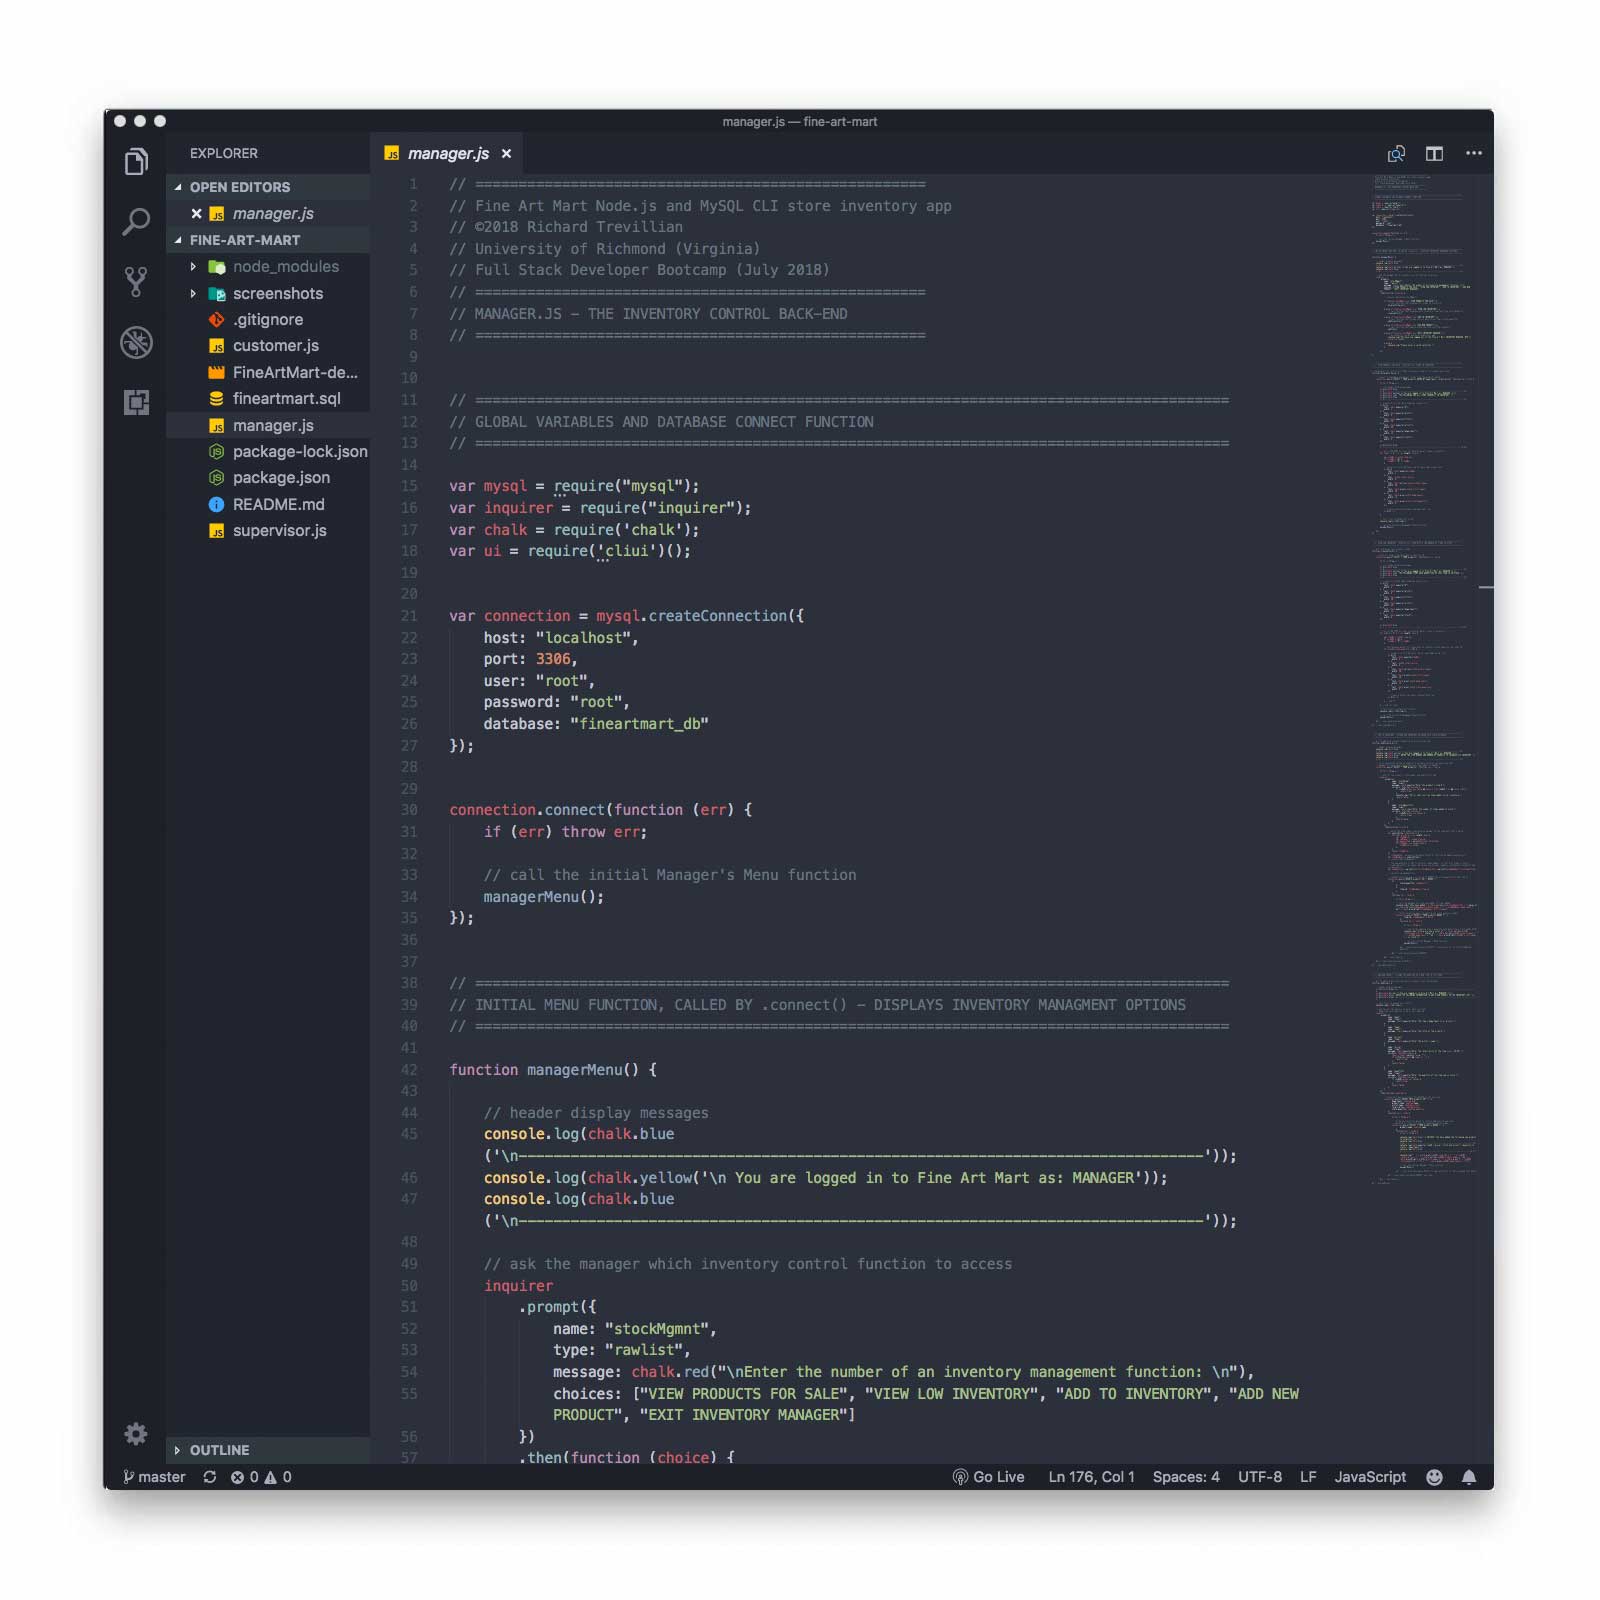 manager.js — fine-art-mart
EXPLORER
OPEN EDITORS
manager.js
FINE-ART-MART
node_modules
screenshots
.gitignore
customer.js
FineArtMart-de...
fineartmart.sql
manager.js
package-lock.json
package.json
README.md
supervisor.js
OUTLINE
manager.js
1 // ====================================================
2 // Fine Art Mart Node.js and MySQL CLI store inventory app
3 // ©2018 Richard Trevillian
4 // University of Richmond (Virginia)
5 // Full Stack Developer Bootcamp (July 2018)
6 // ====================================================
7 // MANAGER.JS - THE INVENTORY CONTROL BACK-END
8 // ====================================================
9
10
11 // =======================================================================================
12 // GLOBAL VARIABLES AND DATABASE CONNECT FUNCTION
13 // =======================================================================================
14
15 var mysql = require("mysql");
16 var inquirer = require("inquirer");
17 var chalk = require('chalk');
18 var ui = require('cliui')();
19
20
21 var connection = mysql.createConnection({
22 host: "localhost",
23 port: 3306,
24 user: "root",
25 password: "root",
26 database: "fineartmart_db"
27 });
28
29
30 connection.connect(function (err) {
31 if (err) throw err;
32
33 // call the initial Manager's Menu function
34 managerMenu();
35 });
36
37
38 // =======================================================================================
39 // INITIAL MENU FUNCTION, CALLED BY .connect() - DISPLAYS INVENTORY MANAGMENT OPTIONS
40 // =======================================================================================
41
42 function managerMenu() {
43
44 // header display messages
45 console.log(chalk.blue
('\n-------------------------------------------------------------------------------'));
46 console.log(chalk.yellow('\n You are logged in to Fine Art Mart as: MANAGER'));
47 console.log(chalk.blue
('\n-------------------------------------------------------------------------------'));
48
49 // ask the manager which inventory control function to access
50 inquirer
51 .prompt({
52 name: "stockMgmnt",
53 type: "rawlist",
54 message: chalk.red("\nEnter the number of an inventory management function: \n"),
55 choices: ["VIEW PRODUCTS FOR SALE", "VIEW LOW INVENTORY", "ADD TO INVENTORY", "ADD NEW
PRODUCT", "EXIT INVENTORY MANAGER"]
56 })
57 .then(function (choice) {
master 0 0 Go Live Ln 176, Col 1 Spaces: 4 UTF-8 LF JavaScript